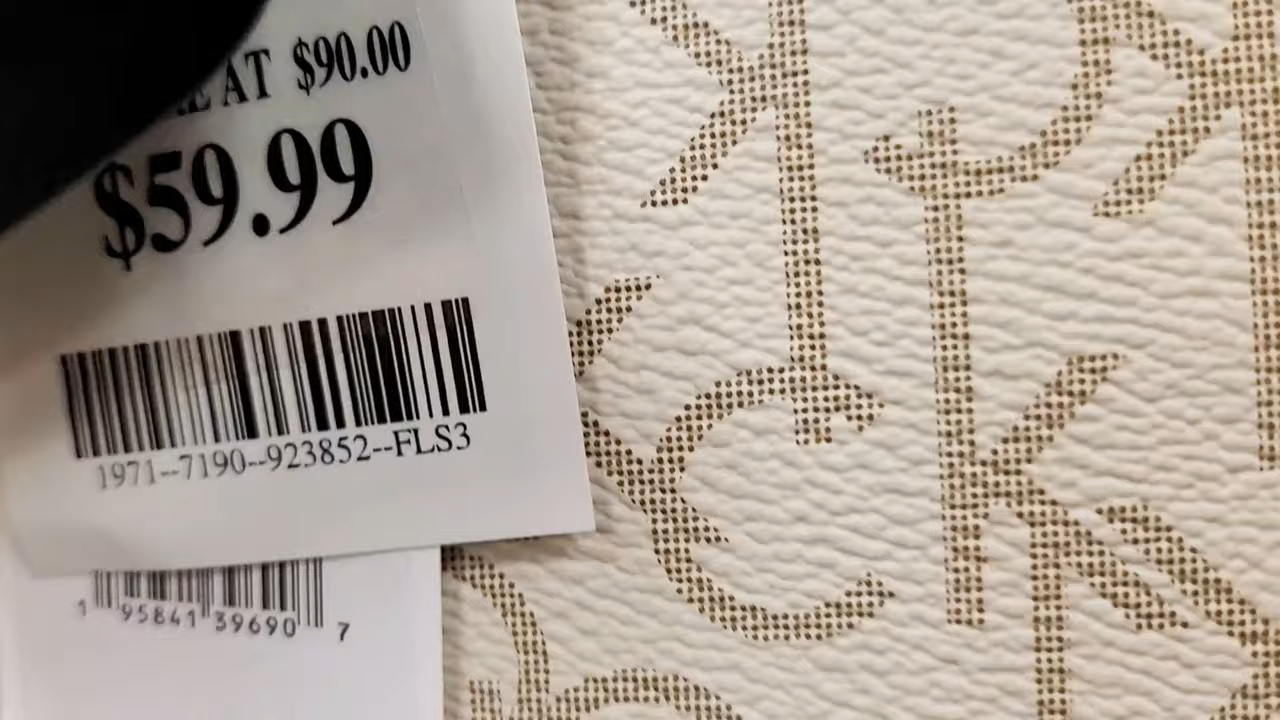 AT $90.00
$59.99
1971--7190--923852--FLS3
1 95841 39690 7